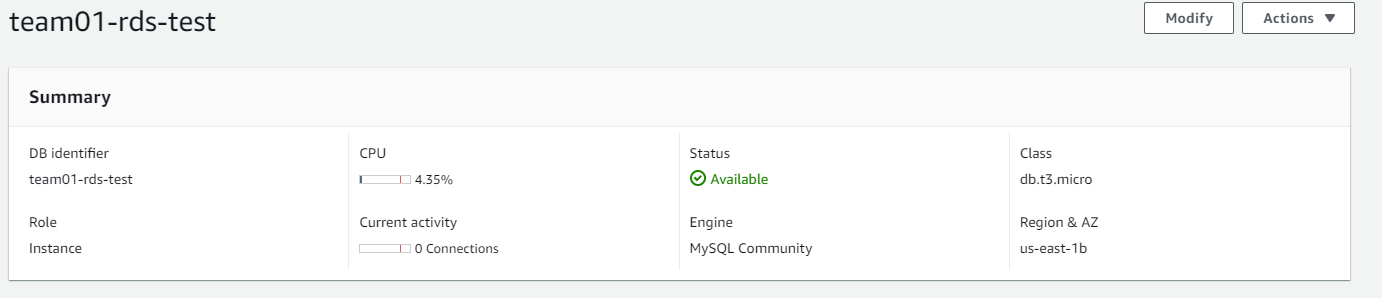 team01-rds-test
Modify
Actions
Summary
DB identifier
team01-rds-test
CPU
4.35%
Status
Available
Class
db.t3.micro
Role
Instance
Current activity
0 Connections
Engine
MySQL Community
Region & AZ
us-east-1b